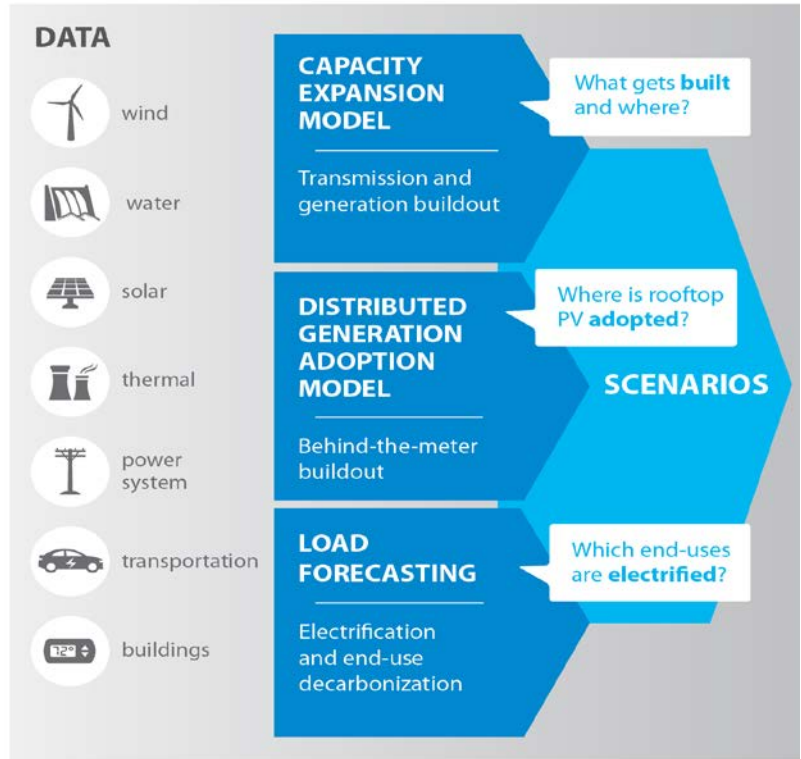 DATA
wind
water
solar
thermal
power
system
transportation
72°
buildings
CAPACITY
EXPANSION
MODEL
Transmission and
generation buildout
What gets built
and where?
DISTRIBUTED
GENERATION
ADOPTION
MODEL
Behind-the-meter
buildout
Where is rooftop
PV adopted?
LOAD
FORECASTING
Electrification
and end-use
decarbonization
Which end-uses
are electrified?
SCENARIOS